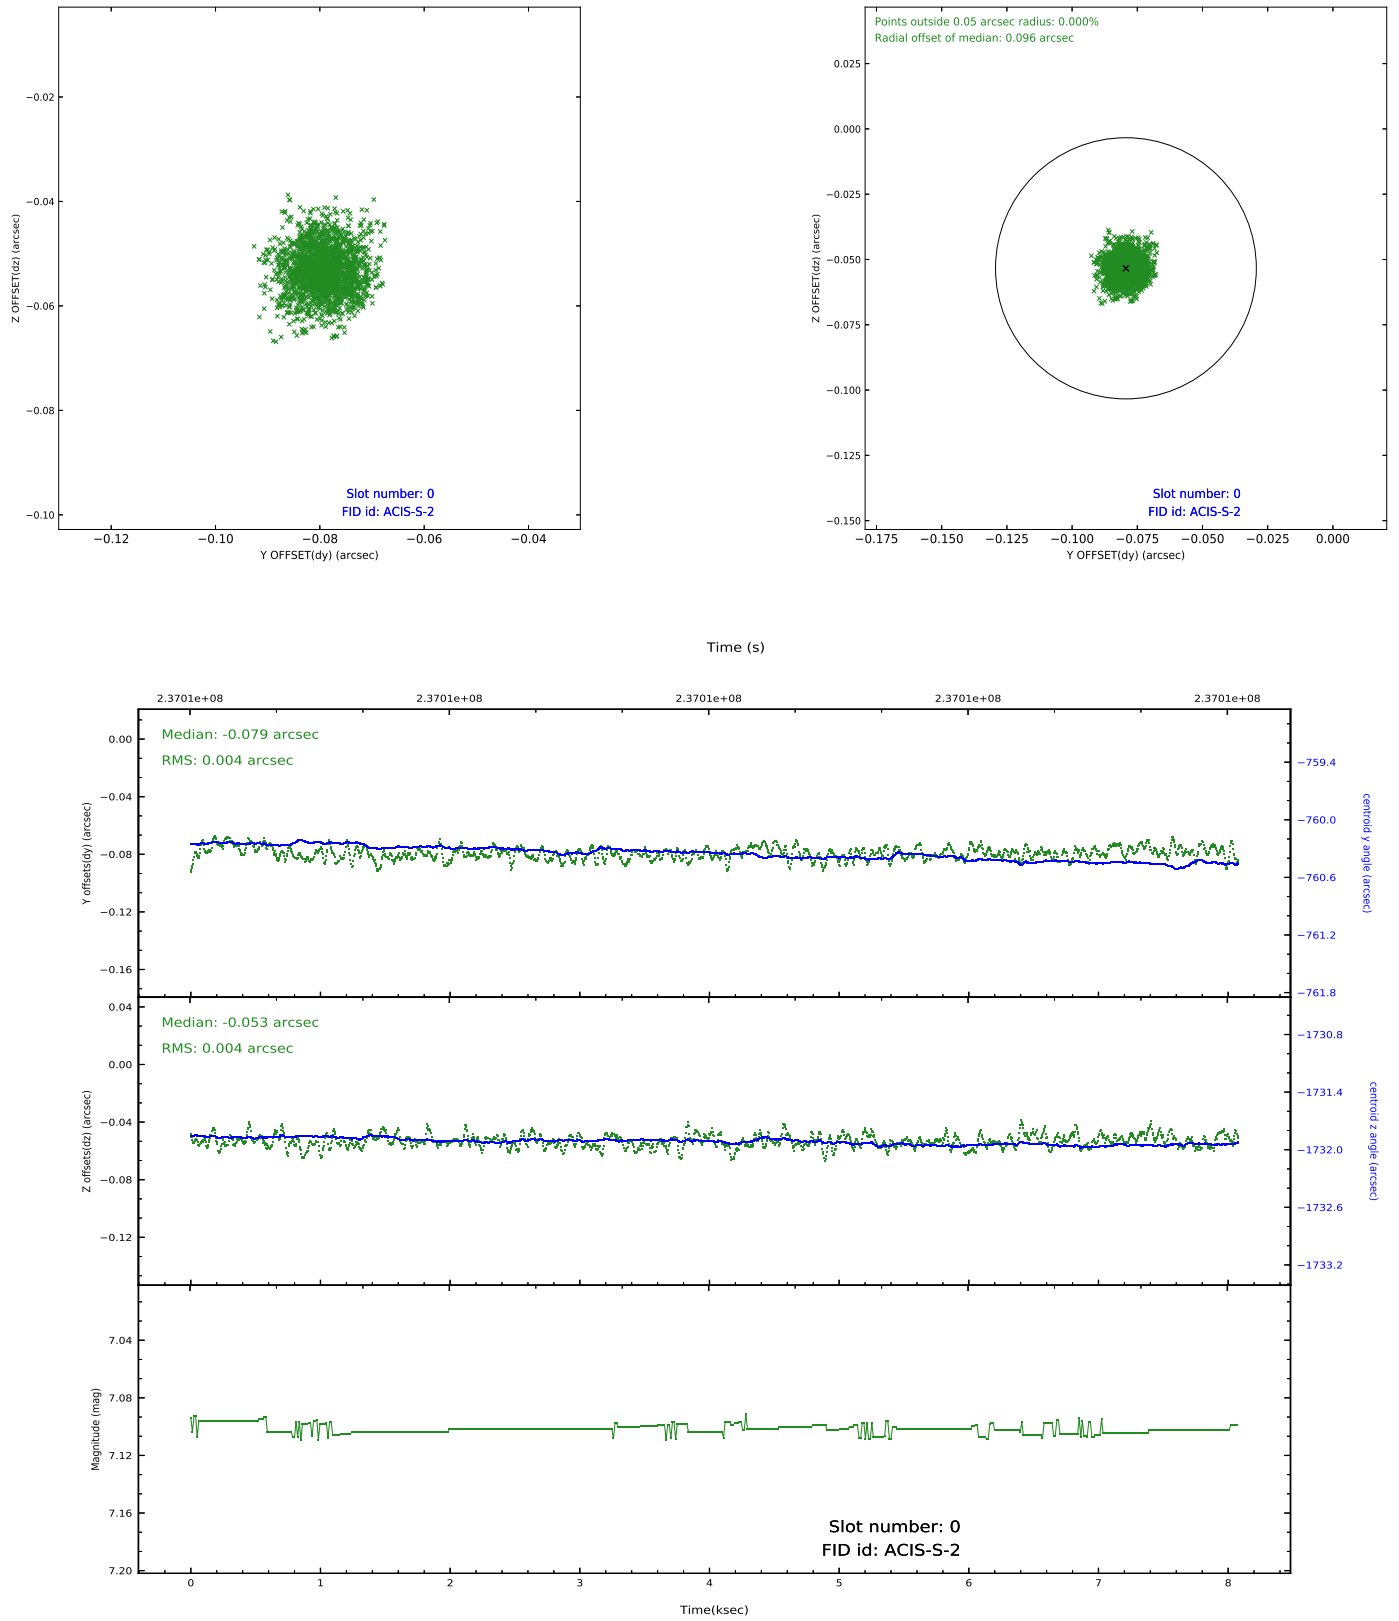 −0.02
−0.04
−0.06
−0.08
−0.10
Z OFFSET(dz) (arcsec)
Slot number: 0
FID id: ACIS-S-2
−0.12
−0.10
−0.08
−0.06
−0.04
Y OFFSET(dy) (arcsec)
Points outside 0.05 arcsec radius: 0.000%
Radial offset of median: 0.096 arcsec
0.025
0.000
−0.025
−0.050
−0.075
−0.100
−0.125
−0.150
Z OFFSET(dz) (arcsec)
Slot number: 0
FID id: ACIS-S-2
−0.175
−0.150
−0.125
−0.100
−0.075
−0.050
−0.025
0.000
Y OFFSET(dy) (arcsec)
Time (s)
2.3701e+08
2.3701e+08
2.3701e+08
2.3701e+08
2.3701e+08
Median: -0.079 arcsec
RMS: 0.004 arcsec
0.00
−0.04
−0.08
−0.12
−0.16
Y offsets(dy) (arcsec)
−759.4
−760.0
−760.6
−761.2
−761.8
centroid y angle (arcsec)
Median: -0.053 arcsec
RMS: 0.004 arcsec
0.04
0.00
−0.04
−0.08
−0.12
Z offsets(dz) (arcsec)
−1730.8
−1731.4
−1732.0
−1732.6
−1733.2
centroid z angle (arcsec)
7.04
7.08
7.12
7.16
7.20
Magnitude (mag)
Slot number: 0
FID id: ACIS-S-2
0
1
2
3
4
5
6
7
8
Time(ksec)